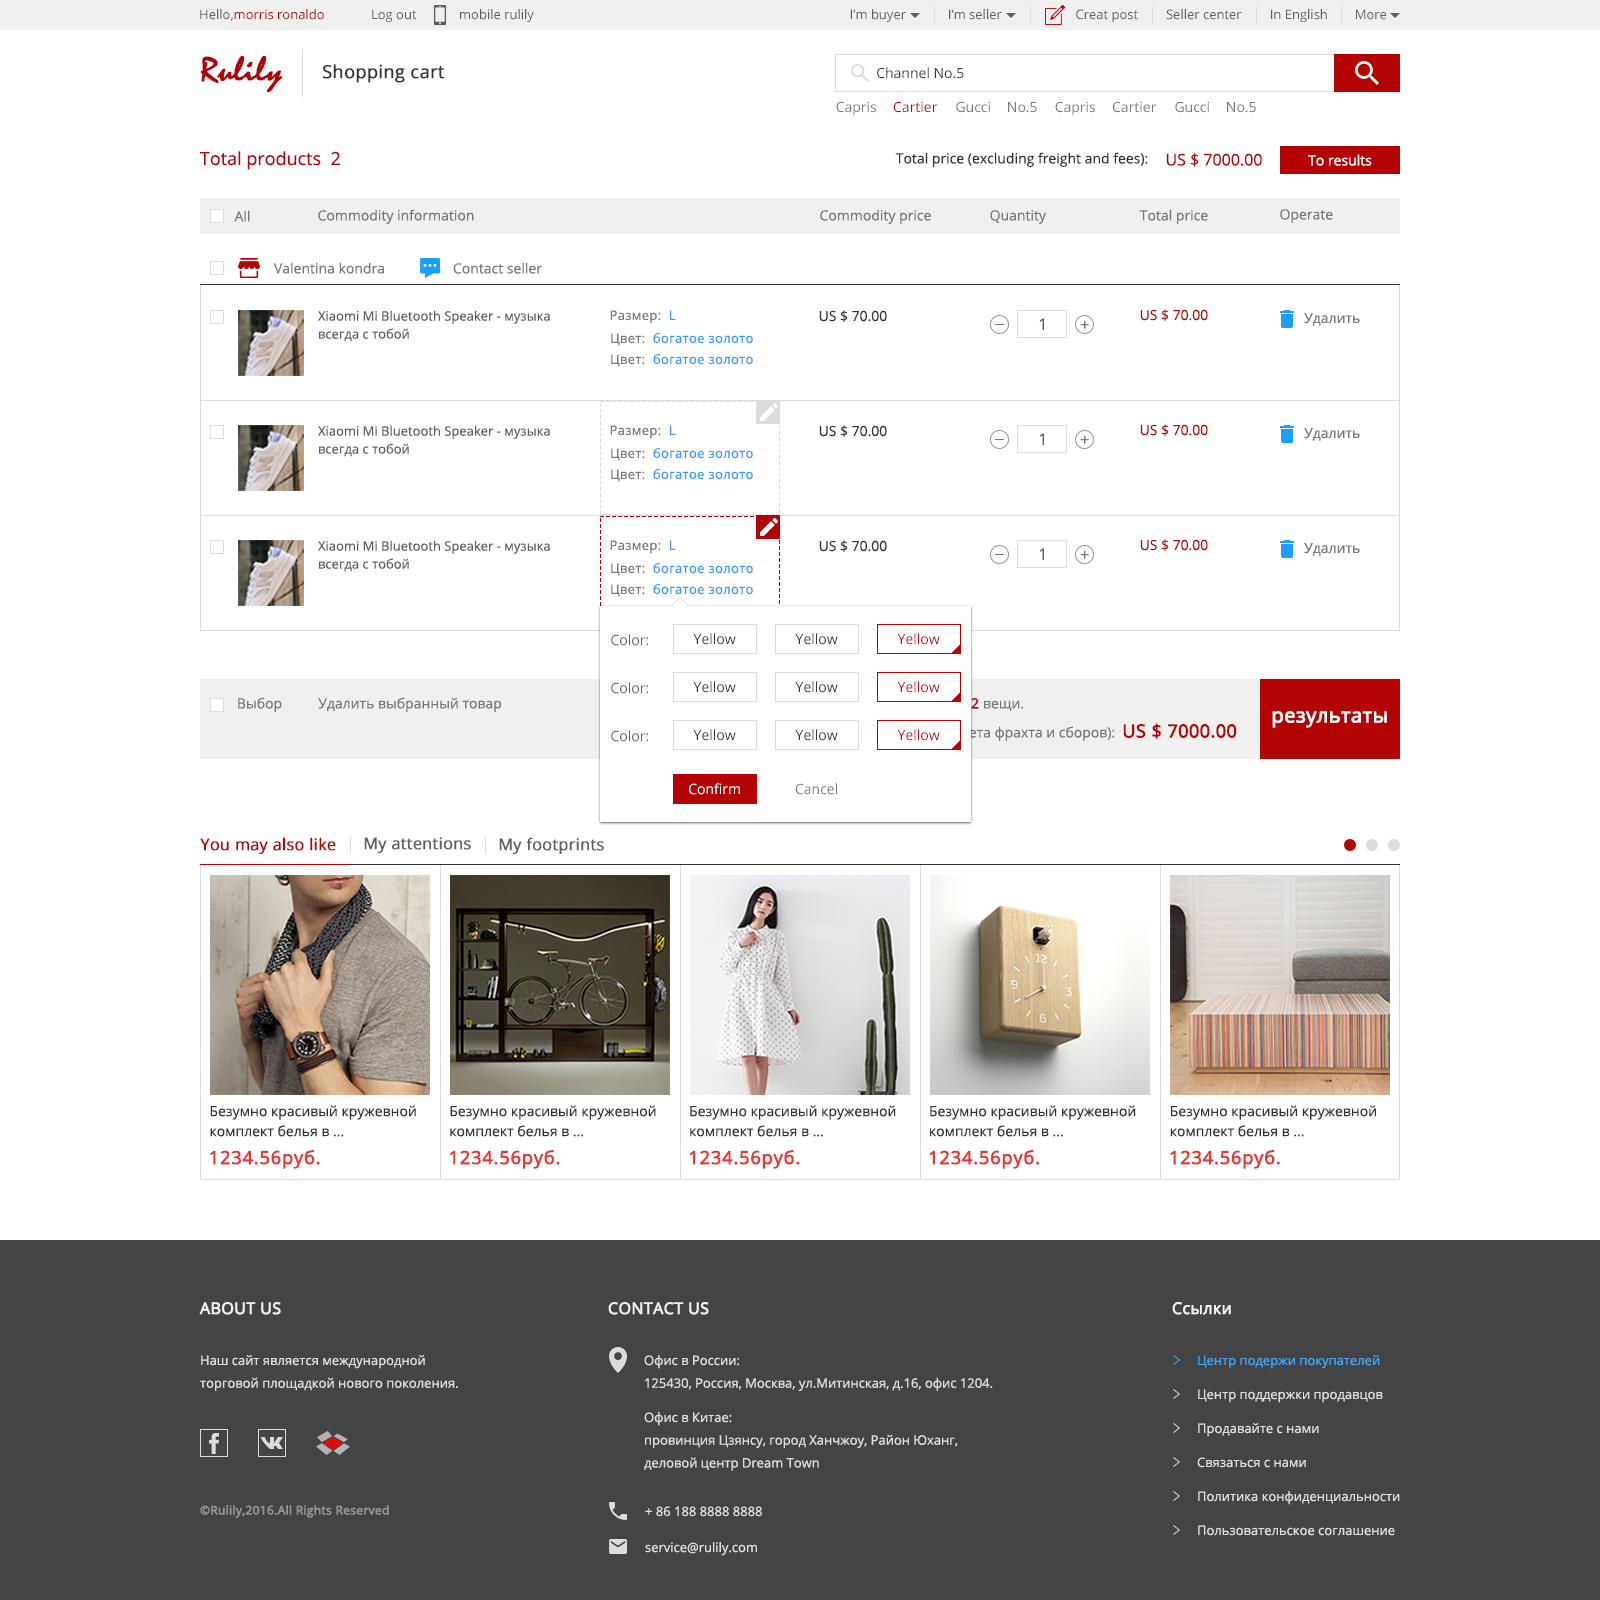 Hello,morris ronaldo Log out mobile rulily I'm buyer I'm seller Creat post Seller center In English More
Rulily Shopping cart Channel No.5
Capris Cartier Gucci No.5 Capris Cartier Gucci No.5
Total products 2 Total price (excluding freight and fees): US $ 7000.00 To results
All Commodity information Commodity price Quantity Total price Operate
Valentina kondra Contact seller
Xiaomi Mi Bluetooth Speaker - музыка Размер: L US $ 70.00 1 US $ 70.00 Удалить
всегда с тобой Цвет: богатое золото
Цвет: богатое золото
Xiaomi Mi Bluetooth Speaker - музыка Размер: L US $ 70.00 1 US $ 70.00 Удалить
всегда с тобой Цвет: богатое золото
Цвет: богатое золото
Xiaomi Mi Bluetooth Speaker - музыка Размер: L US $ 70.00 1 US $ 70.00 Удалить
всегда с тобой Цвет: богатое золото
Цвет: богатое золото
Color: Yellow Yellow Yellow
Color: Yellow Yellow Yellow
Color: Yellow Yellow Yellow
Confirm Cancel
Выбор Удалить выбранный товар 2 вещи.
ета фрахта и сборов): US $ 7000.00 результаты
You may also like My attentions My footprints
12
9 3
6
Безумно красивый кружевной
комплект белья в ...
1234.56руб.
Безумно красивый кружевной
комплект белья в ...
1234.56руб.
Безумно красивый кружевной
комплект белья в ...
1234.56руб.
Безумно красивый кружевной
комплект белья в ...
1234.56руб.
Безумно красивый кружевной
комплект белья в ...
1234.56руб.
ABOUT US
Наш сайт является международной
торговой площадкой нового поколения.
©Rulily,2016.All Rights Reserved
CONTACT US
Офис в России:
125430, Россия, Москва, ул.Митинская, д.16, офис 1204.
Офис в Китае:
провинция Цзянсу, город Ханчжоу, Район Юханг,
деловой центр Dream Town
+ 86 188 8888 8888
service@rulily.com
Ссылки
Центр подержи покупателей
Центр поддержки продавцов
Продавайте с нами
Связаться с нами
Политика конфиденциальности
Пользовательское соглашение